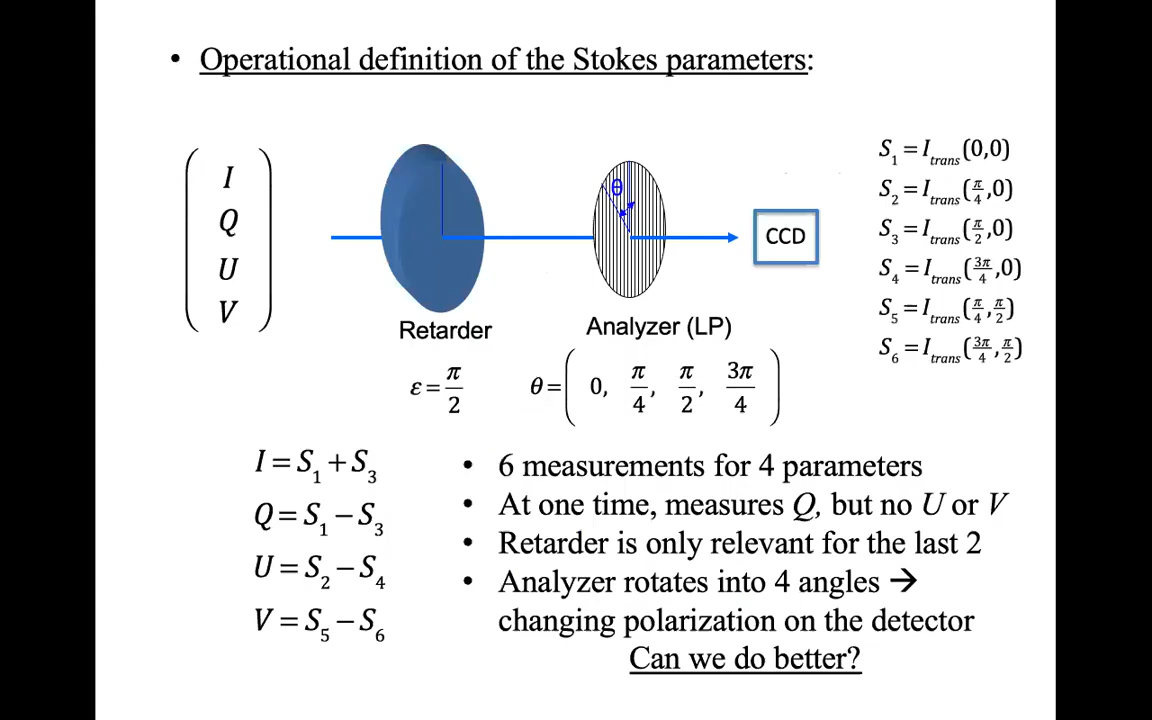 • Operational definition of the Stokes parameters:
I
Q
U
V
θ
CCD
Retarder
Analyzer (LP)
ε = π/2
θ = ( 0, π/4, π/2, 3π/4 )
S₁ = I_trans(0,0)
S₂ = I_trans(π/4,0)
S₃ = I_trans(π/2,0)
S₄ = I_trans(3π/4,0)
S₅ = I_trans(π/4,π/2)
S₆ = I_trans(3π/4,π/2)
I = S₁ + S₃
Q = S₁ − S₃
U = S₂ − S₄
V = S₅ − S₆
• 6 measurements for 4 parameters
• At one time, measures Q, but no U or V
• Retarder is only relevant for the last 2
• Analyzer rotates into 4 angles →
changing polarization on the detector
Can we do better?